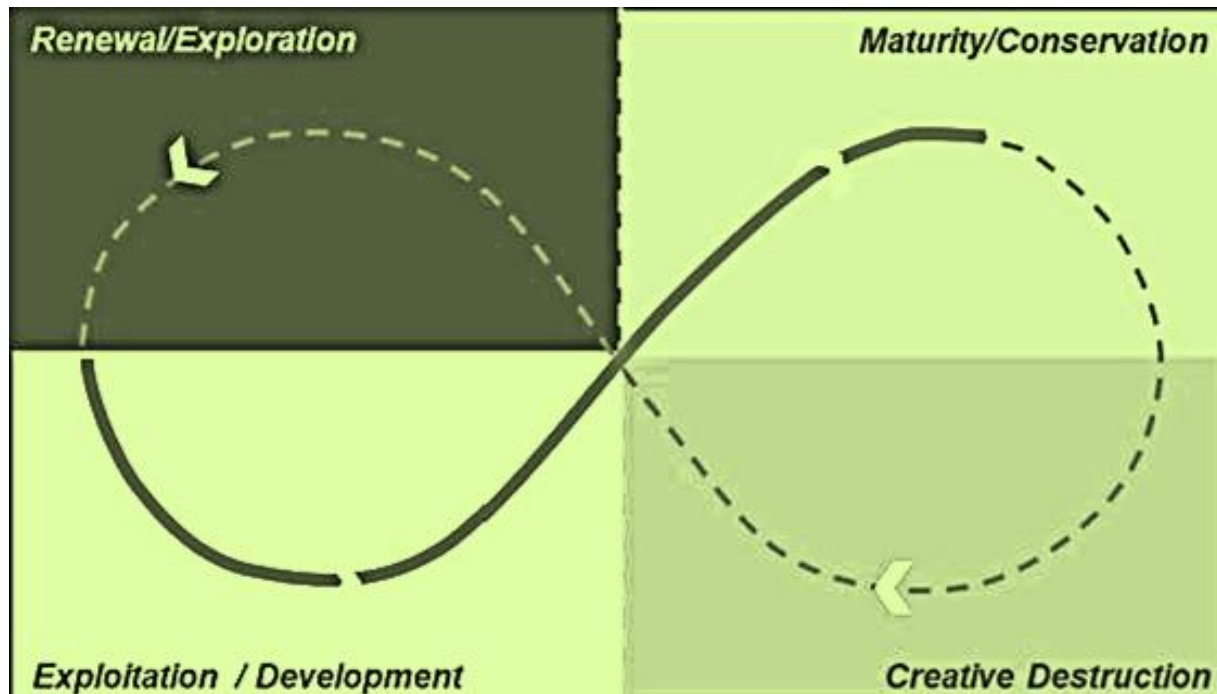 Renewal/Exploration
Maturity/Conservation
Exploitation / Development
Creative Destruction